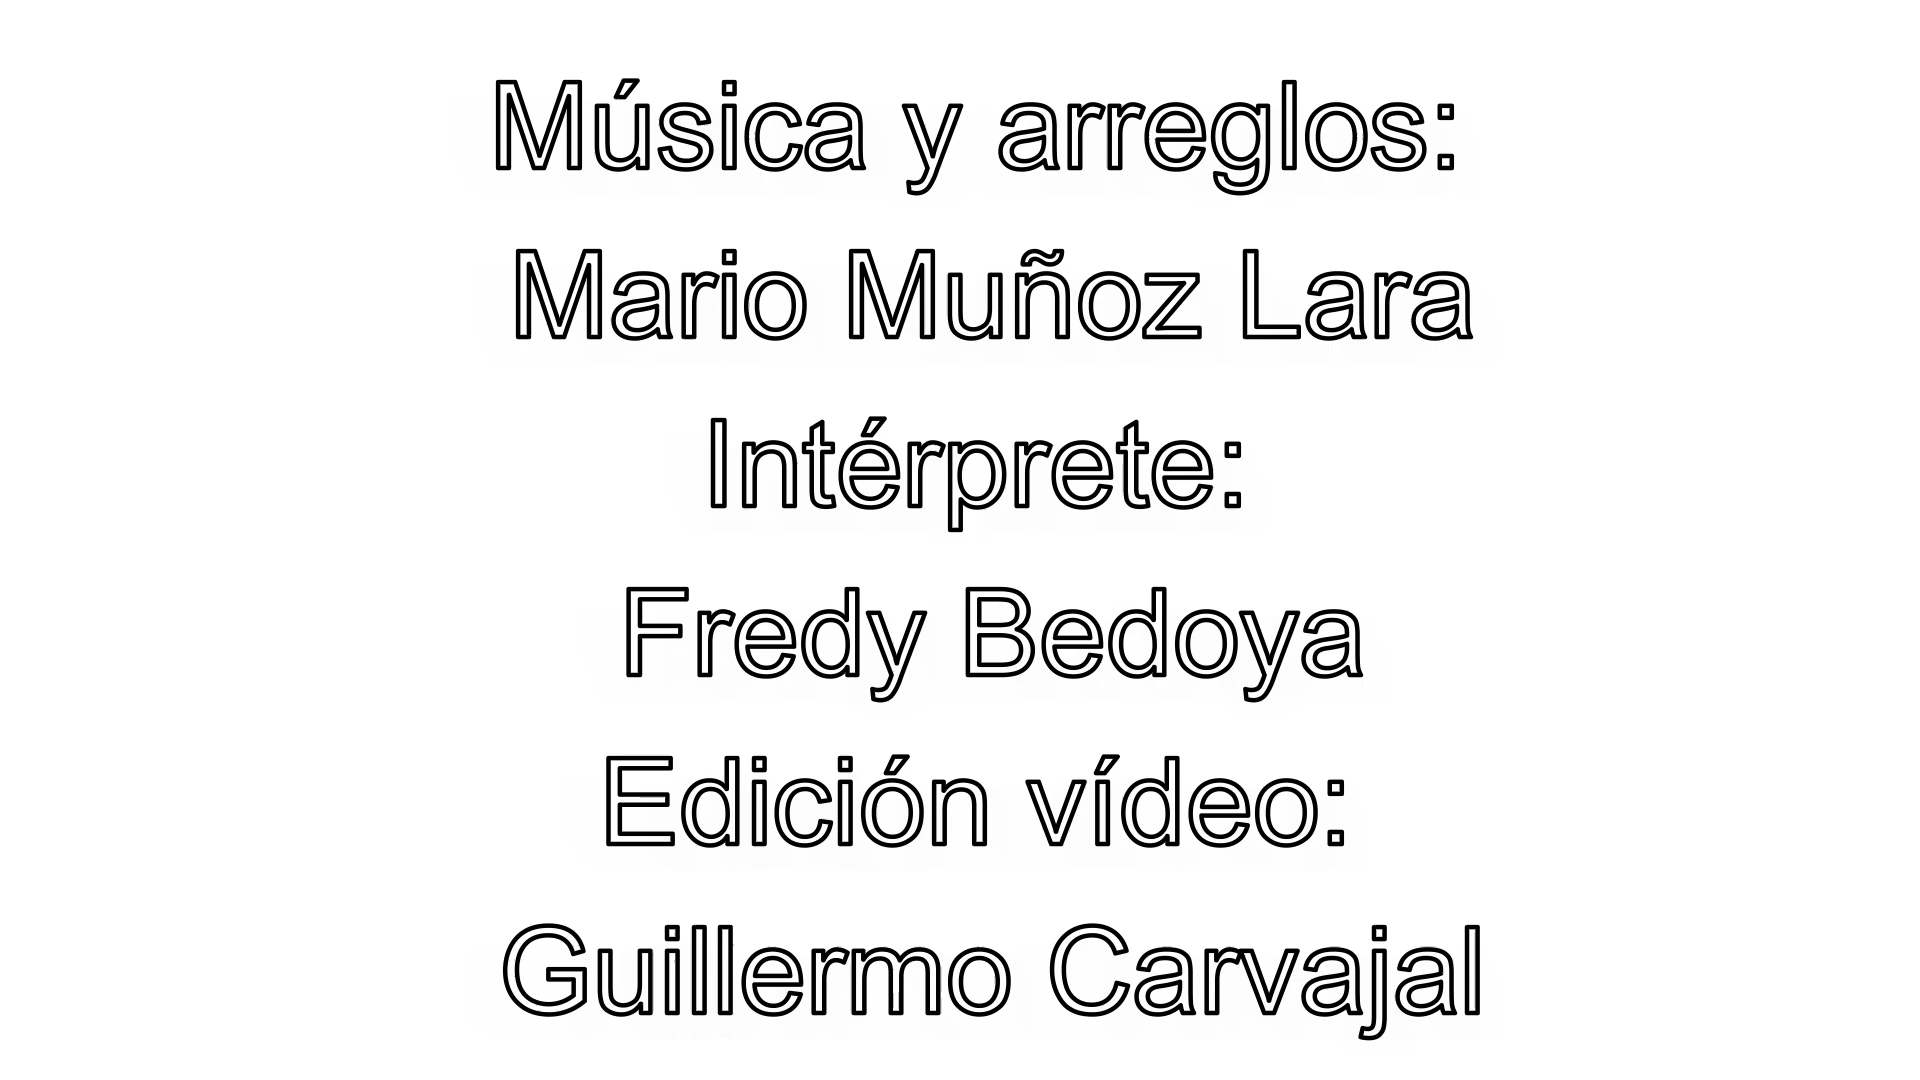 Música y arreglos:
Mario Muñoz Lara
Intérprete:
Fredy Bedoya
Edición vídeo:
Guillermo Carvajal